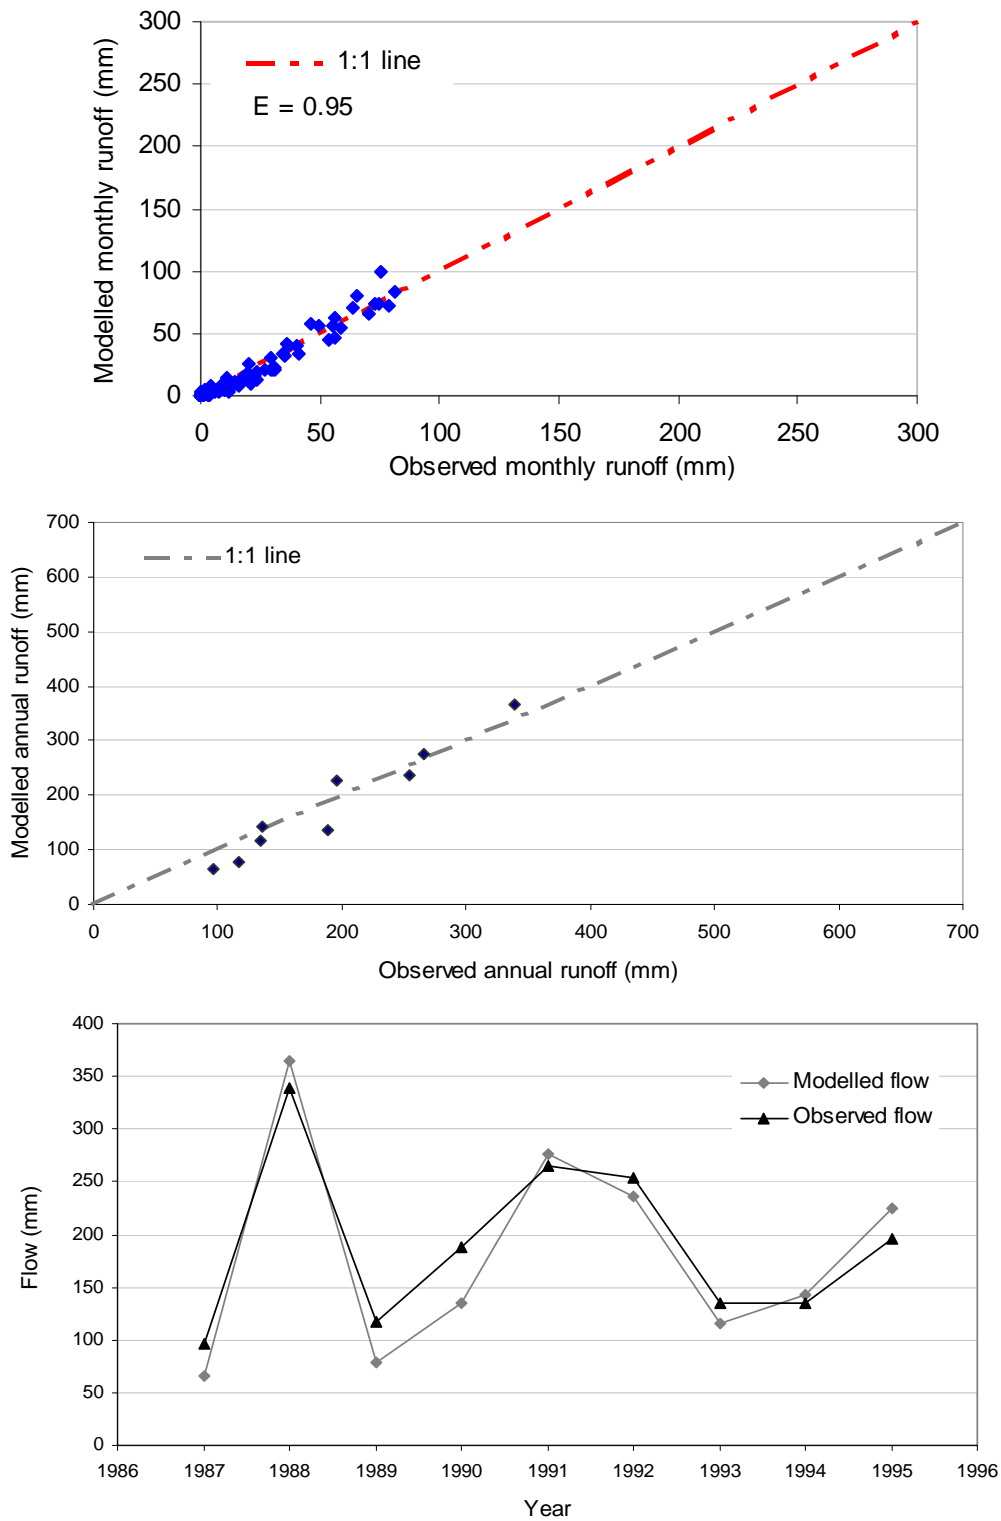 300
250
200
150
100
50
0
Modelled monthly runoff (mm)
1:1 line
E = 0.95
0 50 100 150 200 250 300
Observed monthly runoff (mm)
700
600
500
400
300
200
100
0
Modelled annual runoff (mm)
1:1 line
0 100 200 300 400 500 600 700
Observed annual runoff (mm)
400
350
300
250
200
150
100
50
0
Flow (mm)
Modelled flow
Observed flow
1986 1987 1988 1989 1990 1991 1992 1993 1994 1995 1996
Year